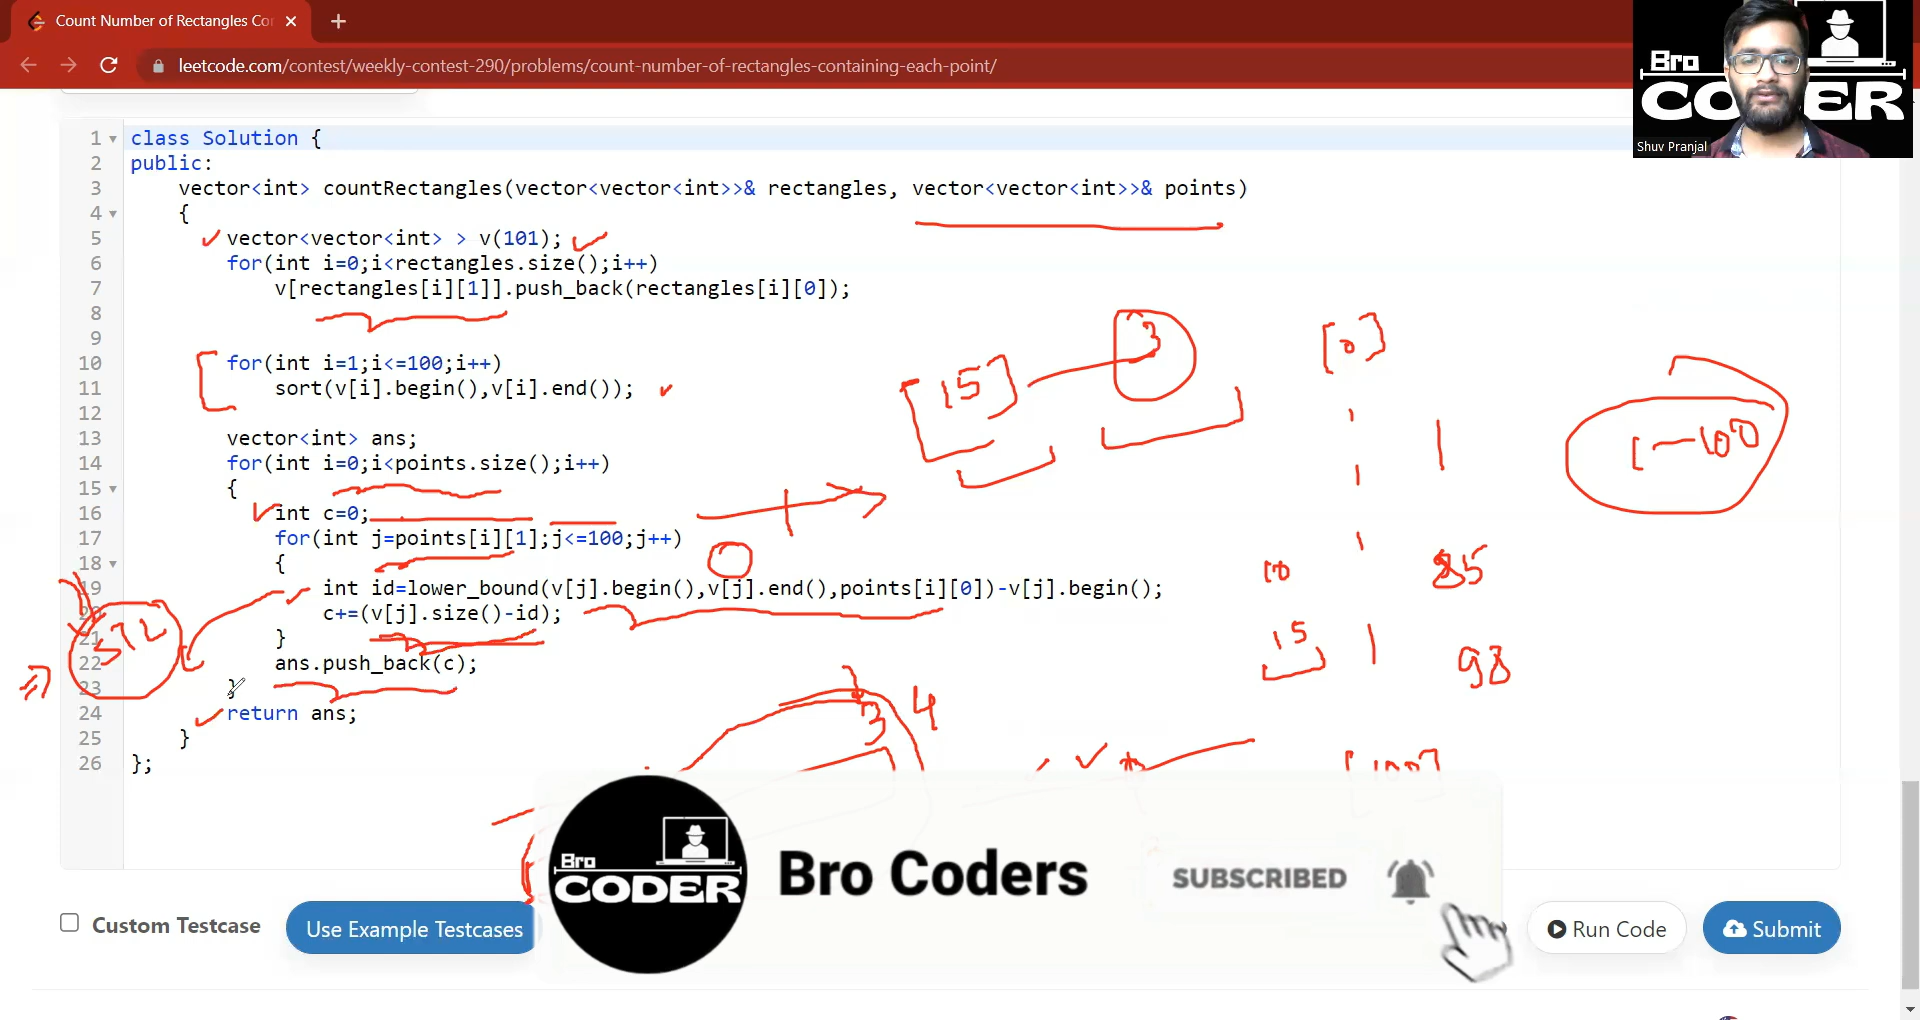 Count Number of Rectangles Co
leetcode.com/contest/weekly-contest-290/problems/count-number-of-rectangles-containing-each-point/
Bro
CODER
Shuv Pranjal
1 class Solution {
2 public:
3 vector<int> countRectangles(vector<vector<int>>& rectangles, vector<vector<int>>& points)
4 {
5 vector<vector<int> > v(101);
6 for(int i=0;i<rectangles.size();i++)
7 v[rectangles[i][1]].push_back(rectangles[i][0]);
8
9
10 for(int i=1;i<=100;i++)
11 sort(v[i].begin(),v[i].end());
12
13 vector<int> ans;
14 for(int i=0;i<points.size();i++)
15 {
16 int c=0;
17 for(int j=points[i][1];j<=100;j++)
18 {
19 int id=lower_bound(v[j].begin(),v[j].end(),points[i][0])-v[j].begin();
20 c+=(v[j].size()-id);
21 }
22 ans.push_back(c);
23 }
24 return ans;
25 }
26 };
3
[0]
[15]
1-100
10 85
15 98
3 4
Bro
CODER
Bro Coders
SUBSCRIBED
Custom Testcase
Use Example Testcases
Run Code
Submit